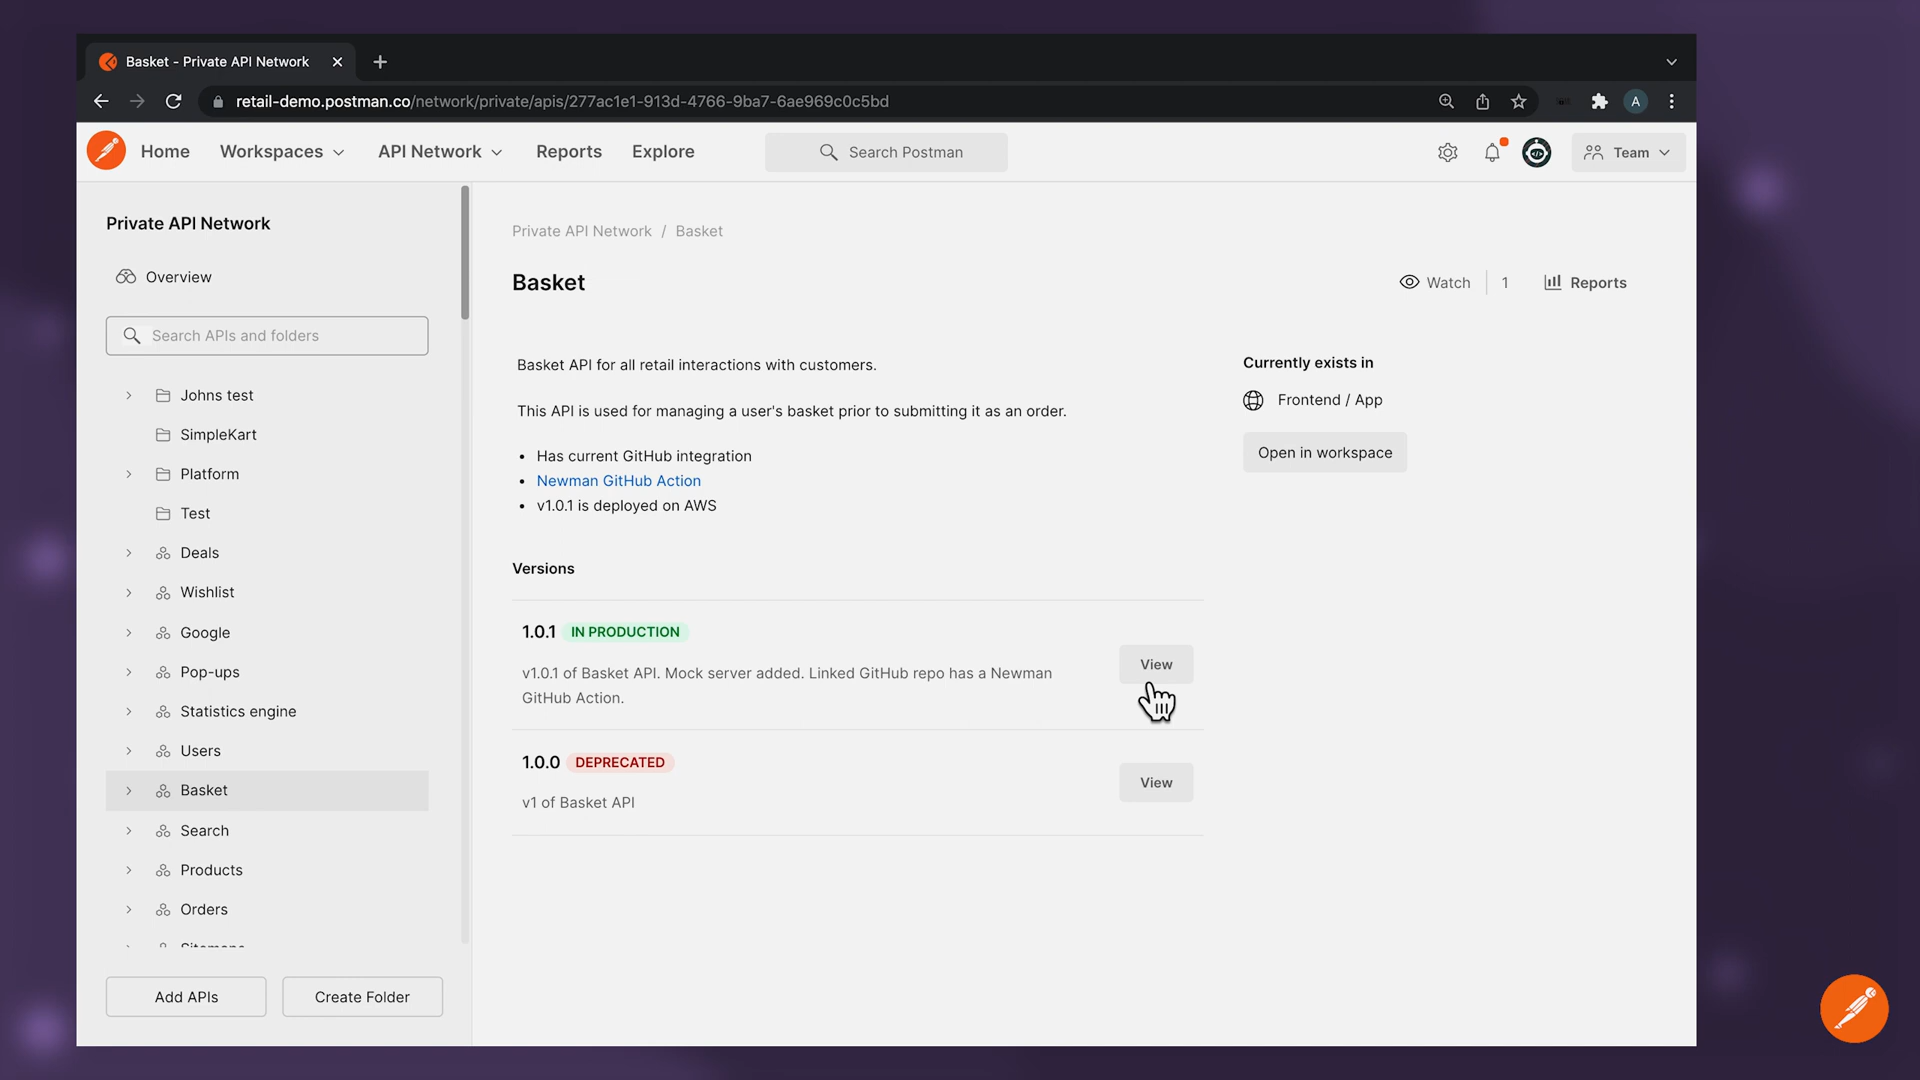 Basket - Private API Network
retail-demo.postman.co/network/private/apis/277ac1e1-913d-4766-9ba7-6ae969c0c5bd
A
Home Workspaces API Network Reports Explore
Search Postman
Team
Private API Network
Overview
Search APIs and folders
Johns test
SimpleKart
Platform
Test
Deals
Wishlist
Google
Pop-ups
Statistics engine
Users
Basket
Search
Products
Orders
Sitemaps
Add APIs
Create Folder
Private API Network / Basket
Basket
Watch 1 Reports
Basket API for all retail interactions with customers.
This API is used for managing a user's basket prior to submitting it as an order.
• Has current GitHub integration
• Newman GitHub Action
• v1.0.1 is deployed on AWS
Currently exists in
Frontend / App
Open in workspace
Versions
1.0.1 IN PRODUCTION
v1.0.1 of Basket API. Mock server added. Linked GitHub repo has a Newman
GitHub Action.
View
1.0.0 DEPRECATED
v1 of Basket API
View